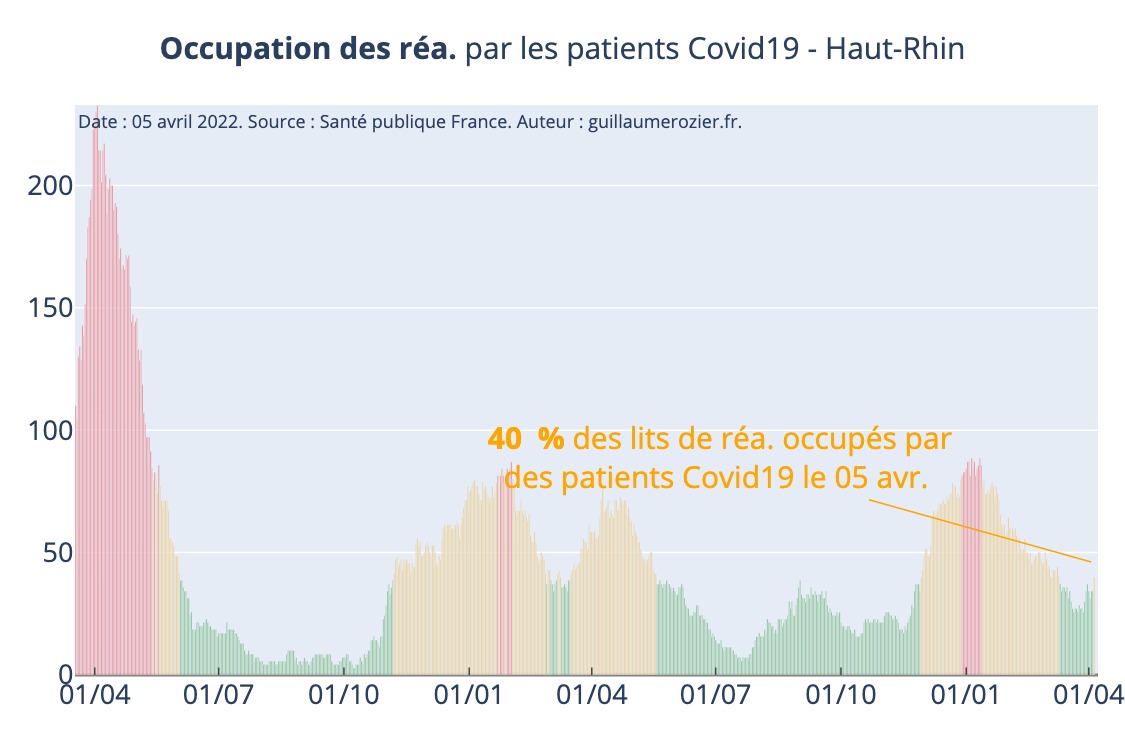 Occupation des réa. par les patients Covid19 - Haut-Rhin
Date : 05 avril 2022. Source : Santé publique France. Auteur : guillaumerozier.fr.
200
150
100
40 % des lits de réa. occupés par
des patients Covid19 le 05 avr.
50
0
01/04 01/07 01/10 01/01 01/04 01/07 01/10 01/01 01/04